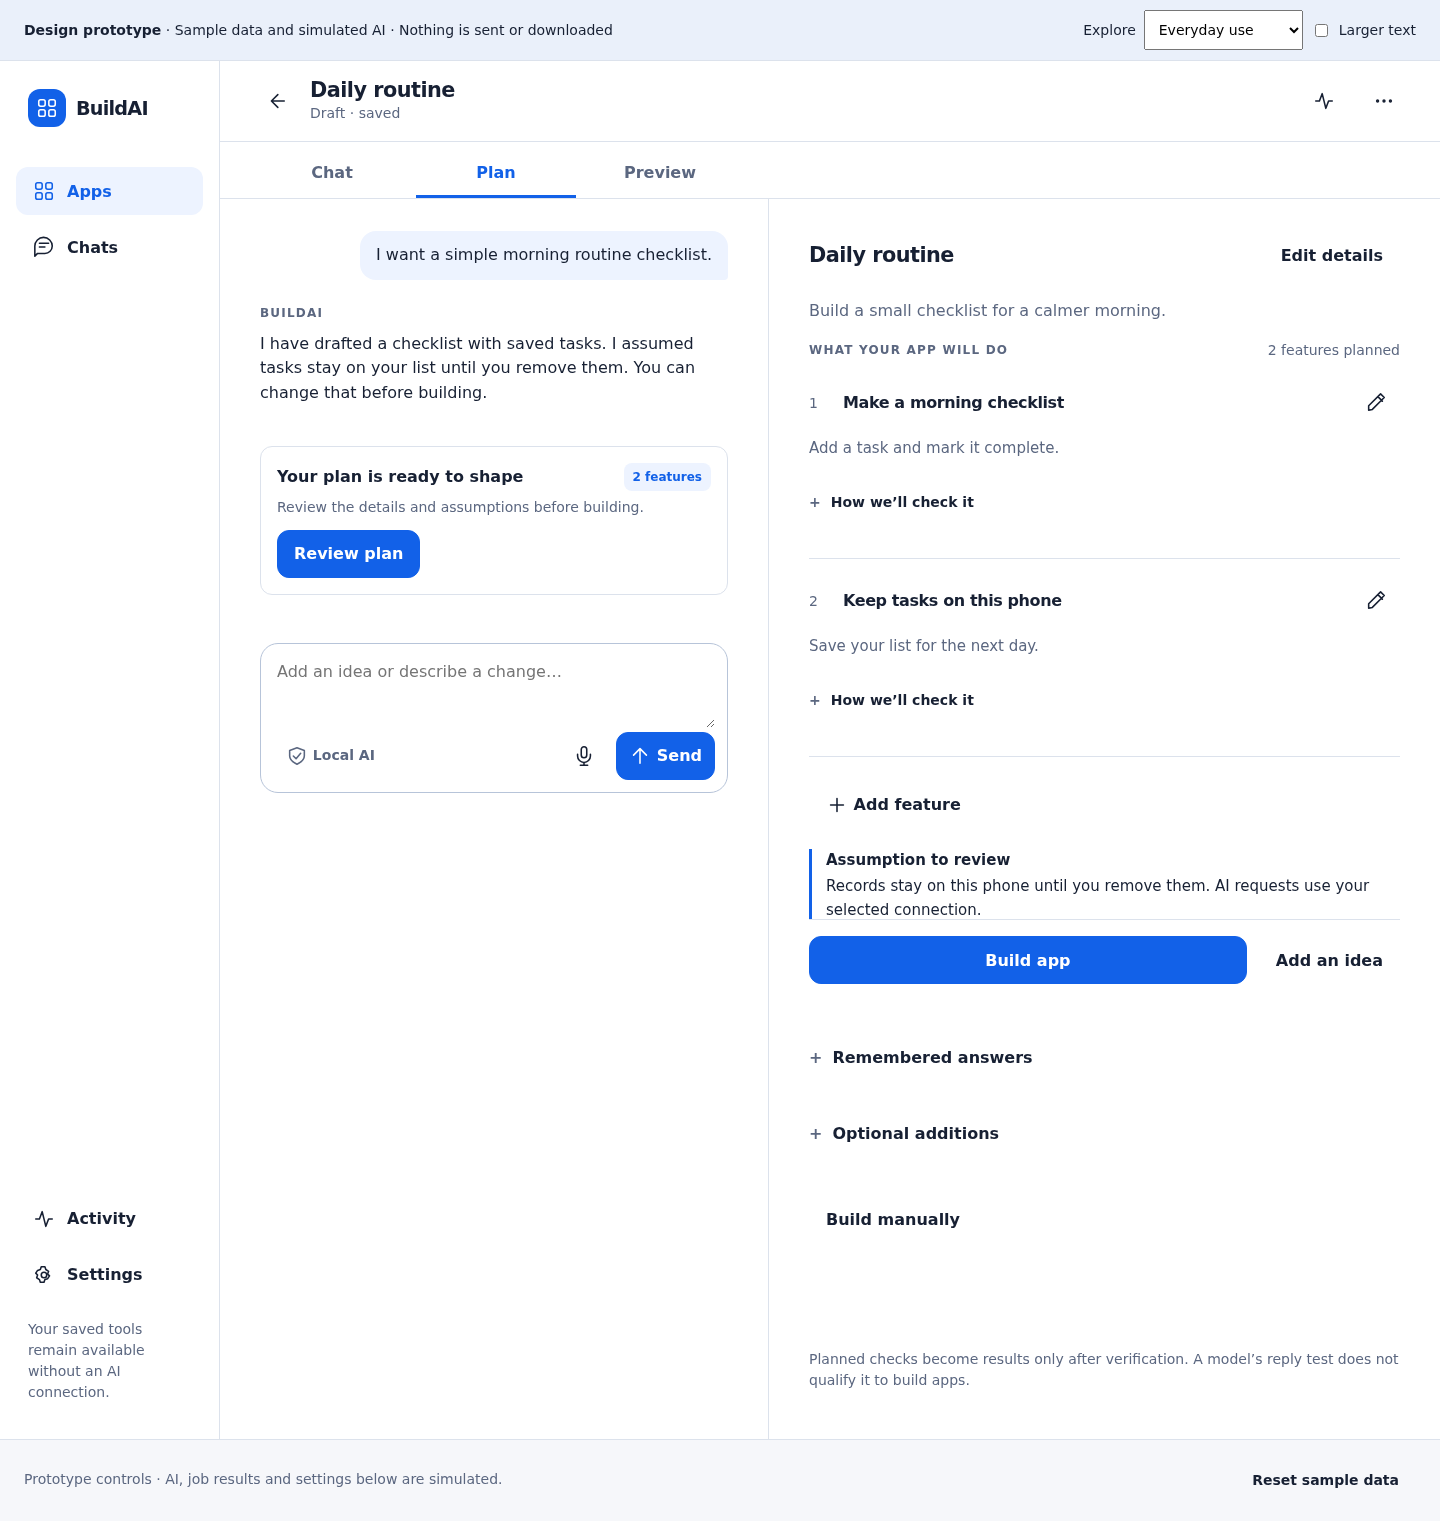 Design prototype · Sample data and simulated AI · Nothing is sent or downloaded
Explore
Everyday use
Larger text
BuildAI
Apps
Chats
Daily routine
Draft · saved
Chat
Plan
Preview
I want a simple morning routine checklist.
BUILDAI
I have drafted a checklist with saved tasks. I assumed
tasks stay on your list until you remove them. You can
change that before building.
Your plan is ready to shape
2 features
Review the details and assumptions before building.
Review plan
Add an idea or describe a change…
Local AI
Send
Daily routine
Edit details
Build a small checklist for a calmer morning.
WHAT YOUR APP WILL DO
2 features planned
1 Make a morning checklist
Add a task and mark it complete.
+ How we’ll check it
2 Keep tasks on this phone
Save your list for the next day.
+ How we’ll check it
Add feature
Assumption to review
Records stay on this phone until you remove them. AI requests use your
selected connection.
Build app
Add an idea
+ Remembered answers
+ Optional additions
Build manually
Planned checks become results only after verification. A model’s reply test does not
qualify it to build apps.
Activity
Settings
Your saved tools
remain available
without an AI
connection.
Prototype controls · AI, job results and settings below are simulated.
Reset sample data